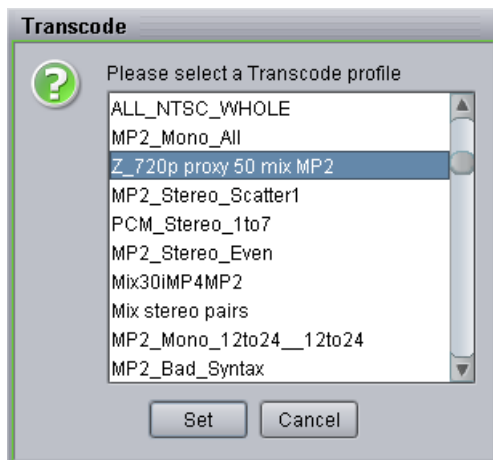 Transcode
Please select a Transcode profile
ALL_NTSC_WHOLE
MP2_Mono_All
Z_720p proxy 50 mix MP2
MP2_Stereo_Scatter1
PCM_Stereo_1to7
MP2_Stereo_Even
Mix30iMP4MP2
Mix stereo pairs
MP2_Mono_12to24__12to24
MP2_Bad_Syntax
Set Cancel